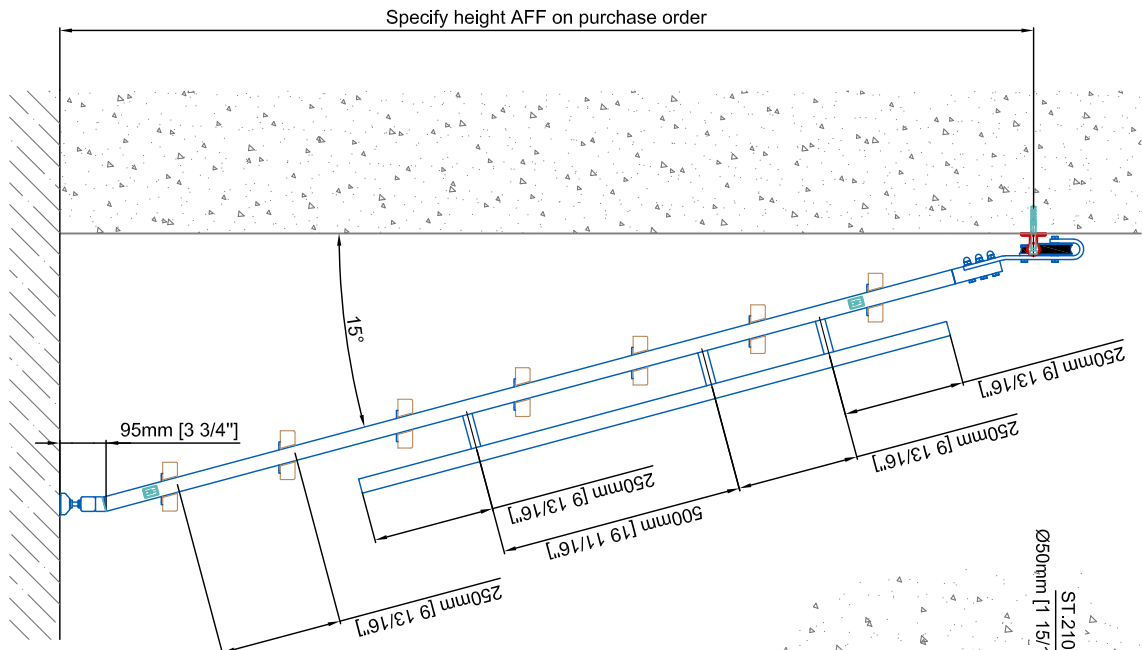 Specify height AFF on purchase order
15°
95mm [3 3/4"]
250mm [9 13/16"]
250mm [9 13/16"]
250mm [9 13/16"]
500mm [19 11/16"]
250mm [9 13/16"]
ST.210
Ø50mm [1 15/